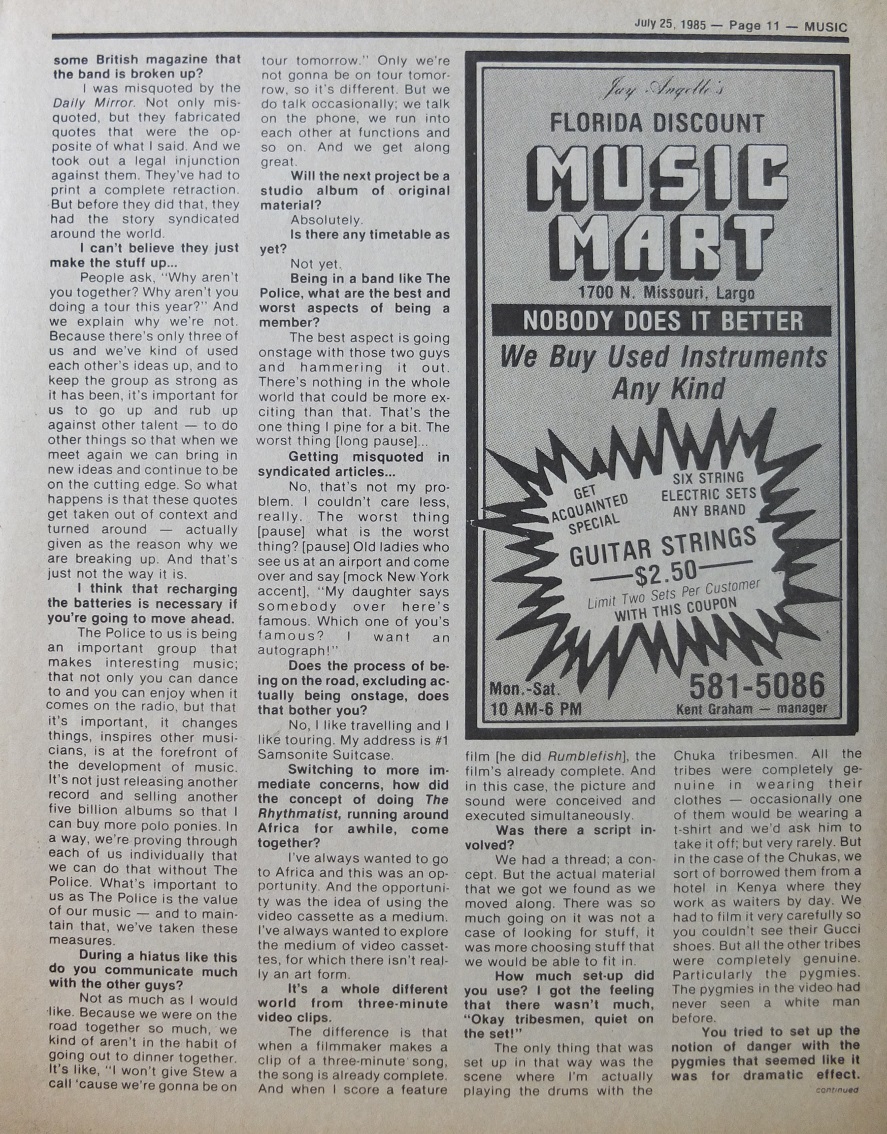 July 25, 1985 — Page 11 — MUSIC
some British magazine that
the band is broken up?
I was misquoted by the
Daily Mirror. Not only mis-
quoted, but they fabricated
quotes that were the op-
posite of what I said. And we
took out a legal injunction
against them. They've had to
print a complete retraction.
But before they did that, they
had the story syndicated
around the world.
I can't believe they just
make the stuff up...
People ask, "Why aren't
you together? Why aren't you
doing a tour this year?" And
we explain why we're not.
Because there's only three of
us and we've kind of used
each other's ideas up, and to
keep the group as strong as
it has been, it's important for
us to go up and rub up
against other talent — to do
other things so that when we
meet again we can bring in
new ideas and continue to be
on the cutting edge. So what
happens is that these quotes
get taken out of context and
turned around — actually
given as the reason why we
are breaking up. And that's
just not the way it is.
I think that recharging
the batteries is necessary if
you're going to move ahead.
The Police to us is being
an important group that
makes interesting music;
that not only you can dance
to and you can enjoy when it
comes on the radio, but that
it's important, it changes
things, inspires other musi-
cians, is at the forefront of
the development of music.
It's not just releasing another
record and selling another
five billion albums so that I
can buy more polo ponies. In
a way, we're proving through
each of us individually that
we can do that without The
Police. What's important to
us as The Police is the value
of our music — and to main-
tain that, we've taken these
measures.
During a hiatus like this
do you communicate much
with the other guys?
Not as much as I would
like. Because we were on the
road together so much, we
kind of aren't in the habit of
going out to dinner together.
It's like, "I won't give Stew a
call 'cause we're gonna be on
tour tomorrow." Only we're
not gonna be on tour tomor-
row, so it's different. But we
do talk occasionally; we talk
on the phone, we run into
each other at functions and
so on. And we get along
great.
Will the next project be a
studio album of original
material?
Absolutely.
Is there any timetable as
yet?
Not yet.
Being in a band like The
Police, what are the best and
worst aspects of being a
member?
The best aspect is going
onstage with those two guys
and hammering it out.
There's nothing in the whole
world that could be more ex-
citing than that. That's the
one thing I pine for a bit. The
worst thing [long pause]...
Getting misquoted in
syndicated articles...
No, that's not my pro-
blem. I couldn't care less,
really. The worst thing
[pause] what is the worst
thing? [pause] Old ladies who
see us at an airport and come
over and say [mock New York
accent], "My daughter says
somebody over here's
famous. Which one of you's
famous? I want an
autograph!"
Does the process of be-
ing on the road, excluding ac-
tually being onstage, does
that bother you?
No, I like travelling and I
like touring. My address is #1
Samsonite Suitcase.
Switching to more im-
mediate concerns, how did
the concept of doing The
Rhythmatist, running around
Africa for awhile, come
together?
I've always wanted to go
to Africa and this was an op-
portunity. And the opportuni-
ty was the idea of using the
video cassette as a medium.
I've always wanted to explore
the medium of video casset-
tes, for which there isn't real-
ly an art form.
It's a whole different
world from three-minute
video clips.
The difference is that
when a filmmaker makes a
clip of a three-minute song,
the song is already complete.
And when I score a feature
Jay Angelle's
FLORIDA DISCOUNT
MUSIC
MART
1700 N. Missouri, Largo
NOBODY DOES IT BETTER
We Buy Used Instruments
Any Kind
GET
ACQUAINTED
SPECIAL
SIX STRING
ELECTRIC SETS
ANY BRAND
GUITAR STRINGS
—$2.50—
Limit Two Sets Per Customer
WITH THIS COUPON
Mon.-Sat.
10 AM-6 PM
581-5086
Kent Graham — manager
film [he did Rumblefish], the
film's already complete. And
in this case, the picture and
sound were conceived and
executed simultaneously.
Was there a script in-
volved?
We had a thread; a con-
cept. But the actual material
that we got we found as we
moved along. There was so
much going on it was not a
case of looking for stuff, it
was more choosing stuff that
we would be able to fit in.
How much set-up did
you use? I got the feeling
that there wasn't much,
"Okay tribesmen, quiet on
the set!"
The only thing that was
set up in that way was the
scene where I'm actually
playing the drums with the
Chuka tribesmen. All the
tribes were completely ge-
nuine in wearing their
clothes — occasionally one
of them would be wearing a
t-shirt and we'd ask him to
take it off; but very rarely. But
in the case of the Chukas, we
sort of borrowed them from a
hotel in Kenya where they
work as waiters by day. We
had to film it very carefully so
you couldn't see their Gucci
shoes. But all the other tribes
were completely genuine.
Particularly the pygmies.
The pygmies in the video had
never seen a white man
before.
You tried to set up the
notion of danger with the
pygmies that seemed like it
was for dramatic effect.
continued